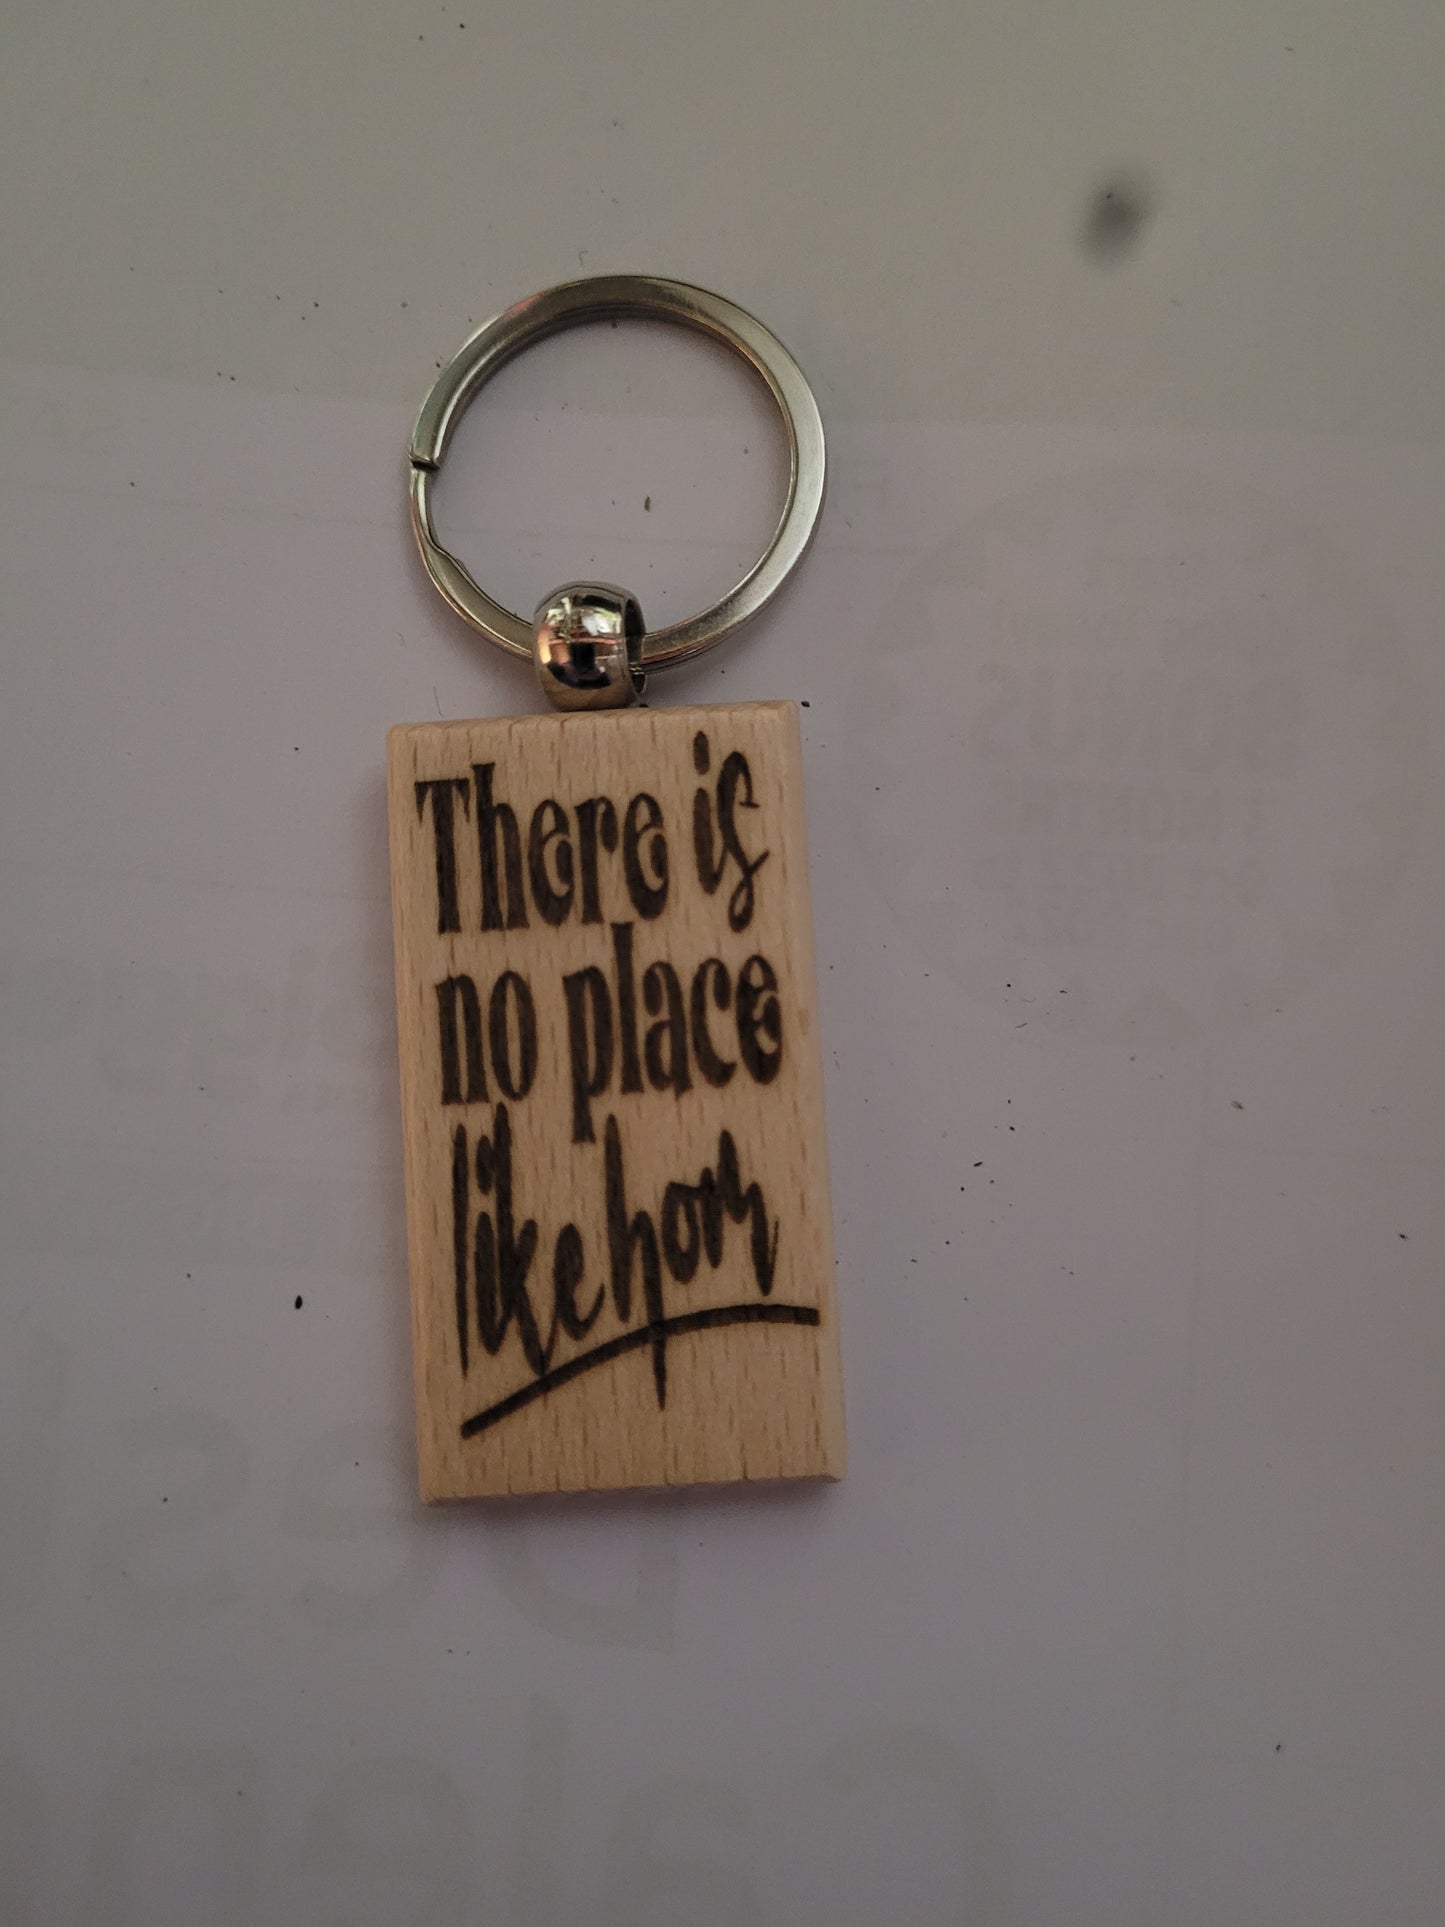 There is
no place
like hom